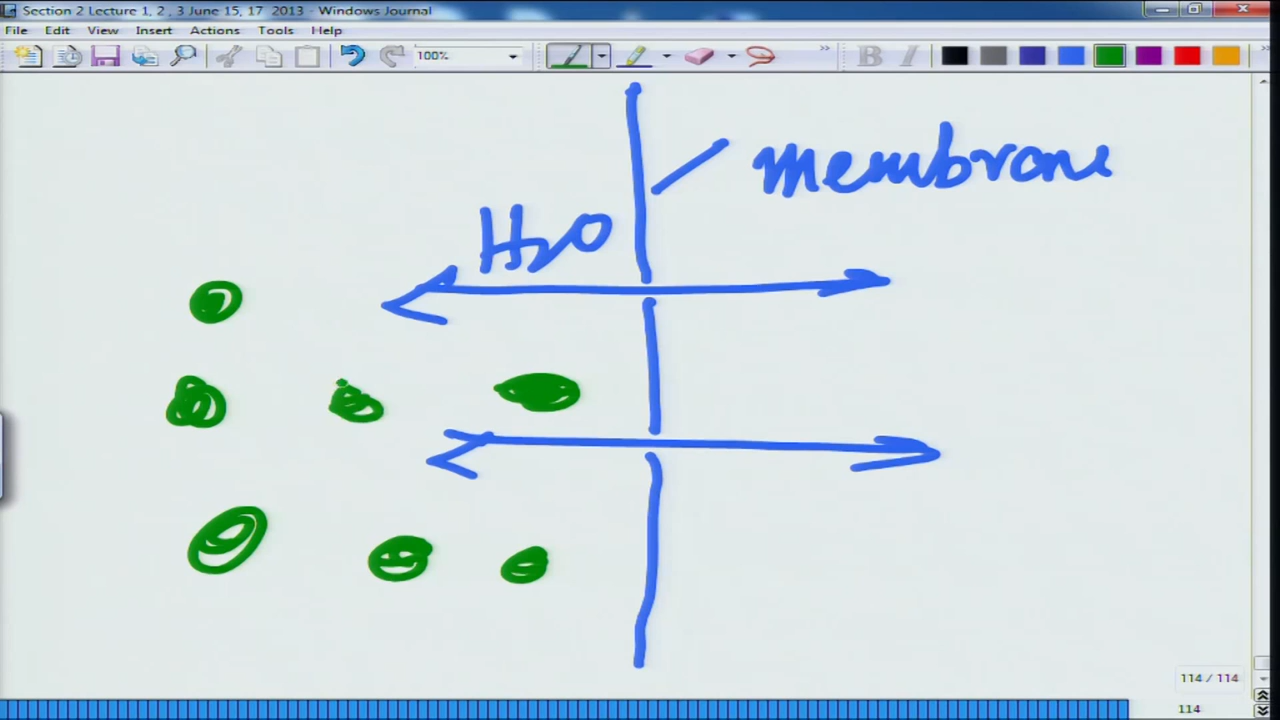 Section 2 Lecture 1, 2 , 3 June 15, 17 2013 - Windows Journal
File Edit View Insert Actions Tools Help
100% B I
membrane
H2O
114 / 114
114